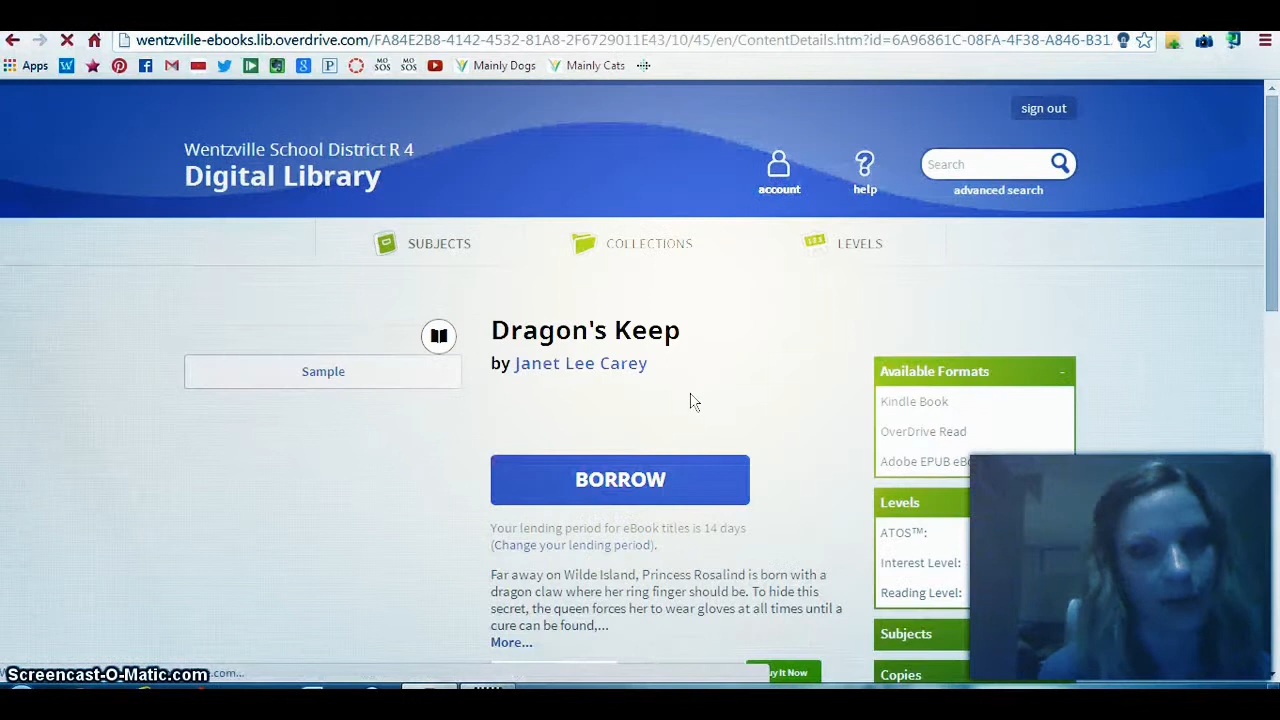 wentzville-ebooks.lib.overdrive.com/FA84E2B8-4142-4532-81A8-2F6729011E43/10/45/en/ContentDetails.htm?id=6A96861C-08FA-4F38-A846-B31
Apps Mainly Dogs Mainly Cats
sign out
Wentzville School District R 4
Digital Library
account help Search
advanced search
SUBJECTS COLLECTIONS LEVELS
Dragon's Keep
by Janet Lee Carey
Sample
Available Formats -
Kindle Book
OverDrive Read
Adobe EPUB
BORROW
Levels
Your lending period for eBook titles is 14 days
(Change your lending period).
ATOS™:
Interest Level:
Reading Level:
Far away on Wilde Island, Princess Rosalind is born with a
dragon claw where her ring finger should be. To hide this
secret, the queen forces her to wear gloves at all times until a
cure can be found,...
More...
Subjects
Copies
Now
Screencast-O-Matic.com